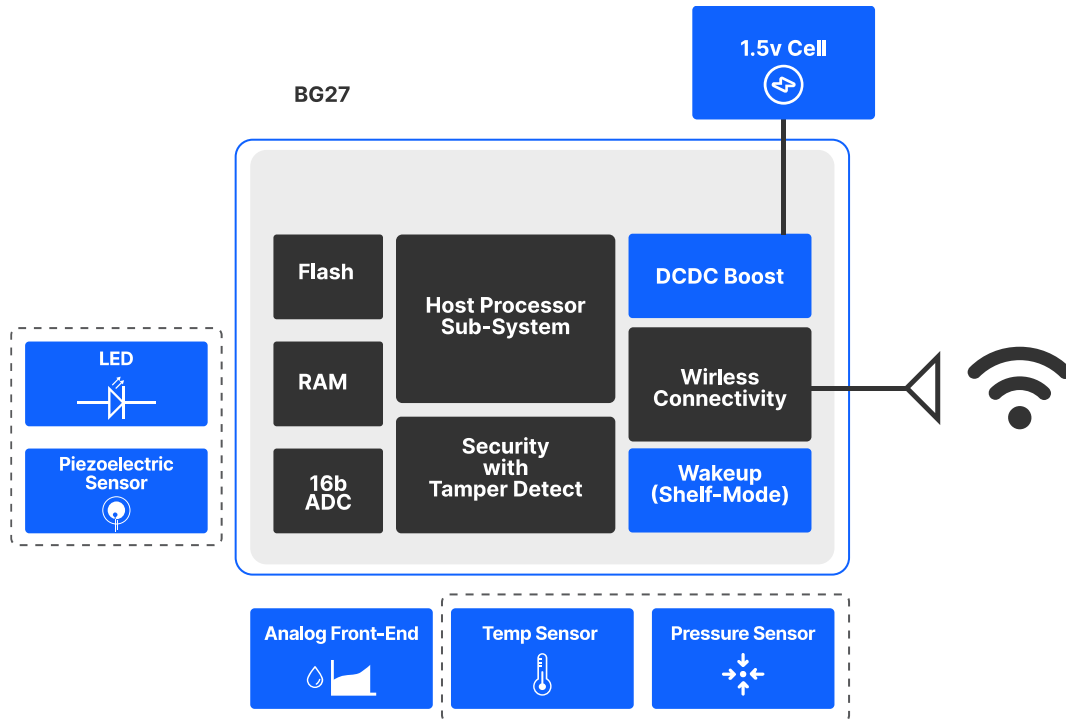 1.5v Cell
BG27
Flash
Host Processor
Sub-System
DCDC Boost
LED
RAM
Wirless
Connectivity
Piezoelectric
Sensor
16b
ADC
Security
with
Tamper Detect
Wakeup
(Shelf-Mode)
Analog Front-End
Temp Sensor
Pressure Sensor